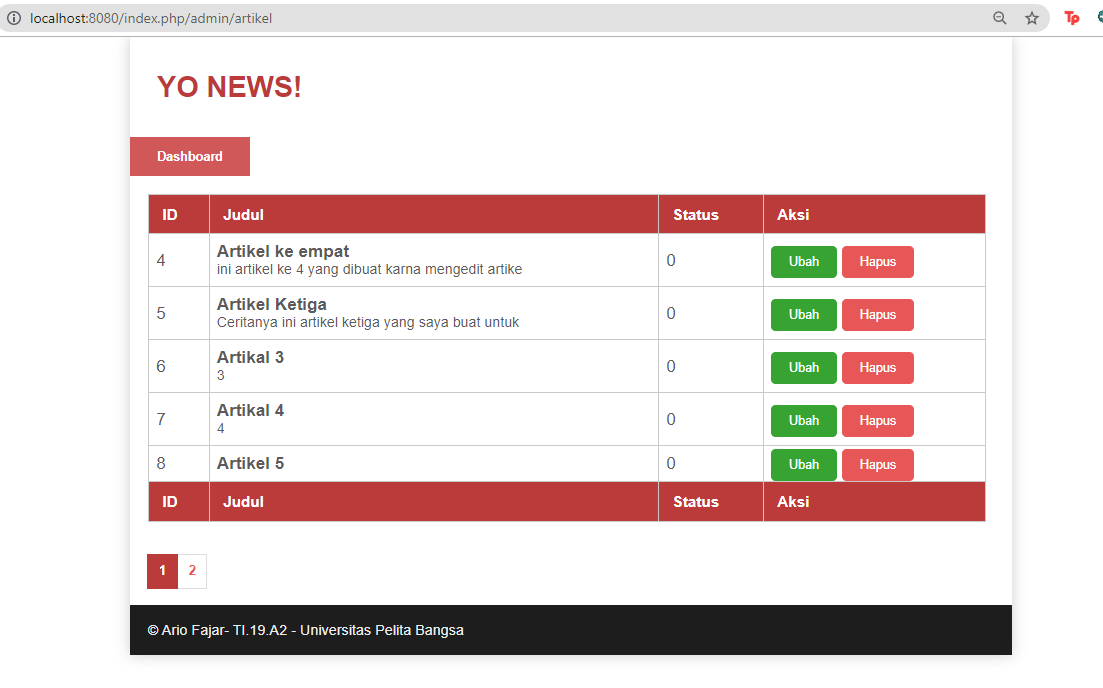 localhost:8080/index.php/admin/artikel
Tp
YO NEWS!
Dashboard
ID Judul Status Aksi
4 Artikel ke empat 0 Ubah Hapus
ini artikel ke 4 yang dibuat karna mengedit artike
5 Artikel Ketiga 0 Ubah Hapus
Ceritanya ini artikel ketiga yang saya buat untuk
6 Artikal 3 0 Ubah Hapus
3
7 Artikal 4 0 Ubah Hapus
4
8 Artikel 5 0 Ubah Hapus
ID Judul Status Aksi
1 2
© Ario Fajar- TI.19.A2 - Universitas Pelita Bangsa